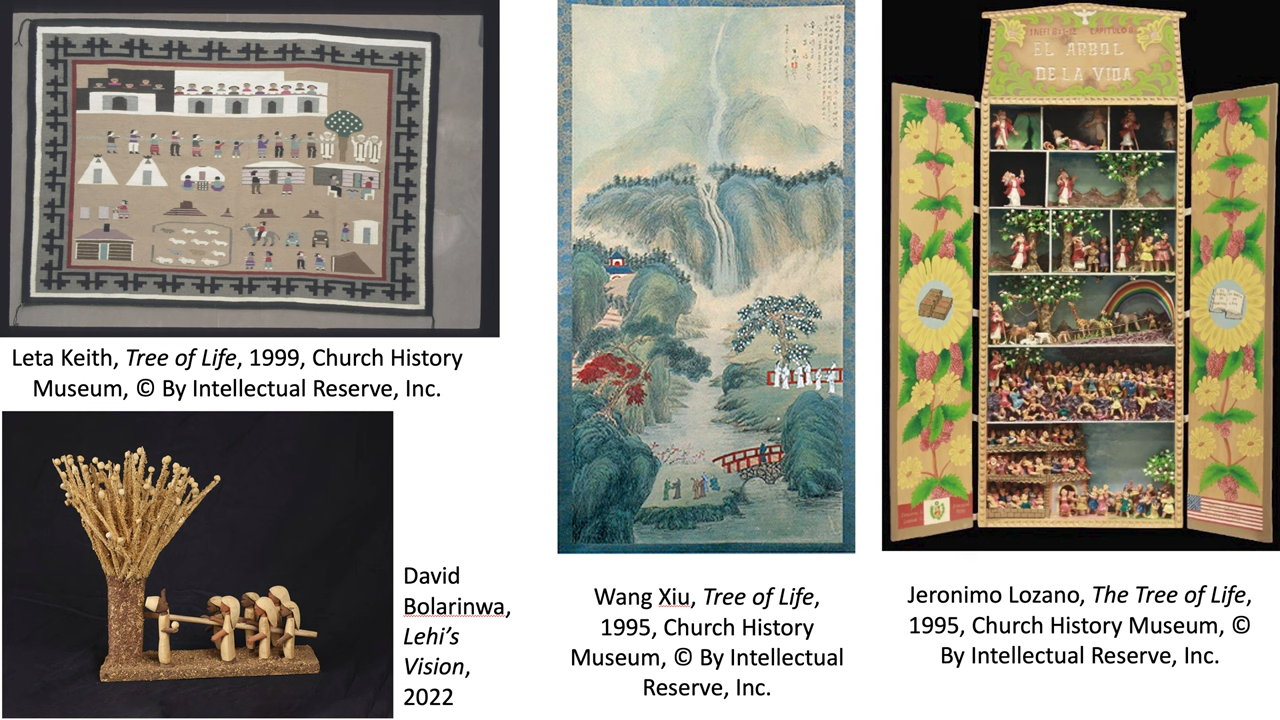 Leta Keith, Tree of Life, 1999, Church History
Museum, © By Intellectual Reserve, Inc.
David
Bolarinwa,
Lehi’s
Vision,
2022
Wang Xiu, Tree of Life,
1995, Church History
Museum, © By Intellectual
Reserve, Inc.
EL ARBOL
DE LA VIDA
Jeronimo Lozano, The Tree of Life,
1995, Church History Museum, ©
By Intellectual Reserve, Inc.